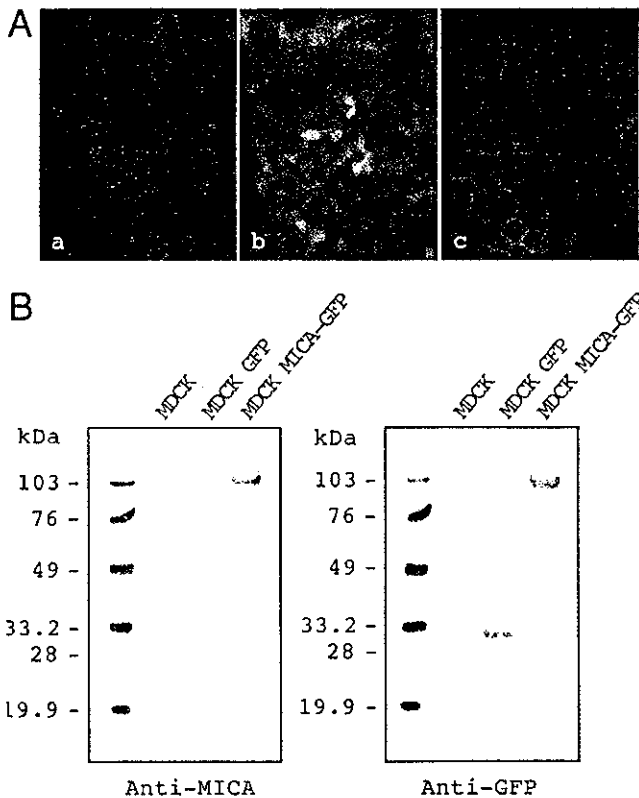 A
a b c
B
MDCK
MDCK GFP
MDCK MICA-GFP
MDCK
MDCK GFP
MDCK MICA-GFP
kDa
103 -
76 -
49 -
33.2 -
28 -
19.9 -
kDa
103 -
76 -
49 -
33.2 -
28 -
19.9 -
Anti-MICA
Anti-GFP